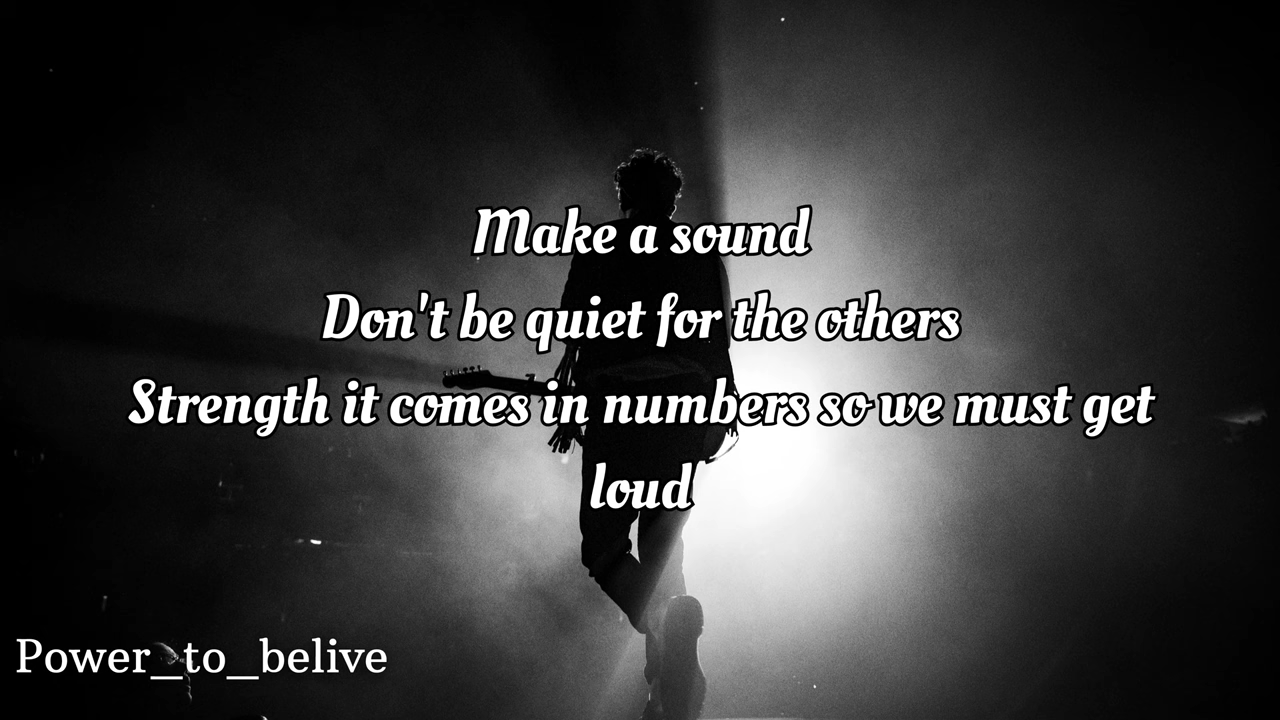 Make a sound
Don't be quiet for the others
Strength it comes in numbers so we must get
loud
Power_to_belive